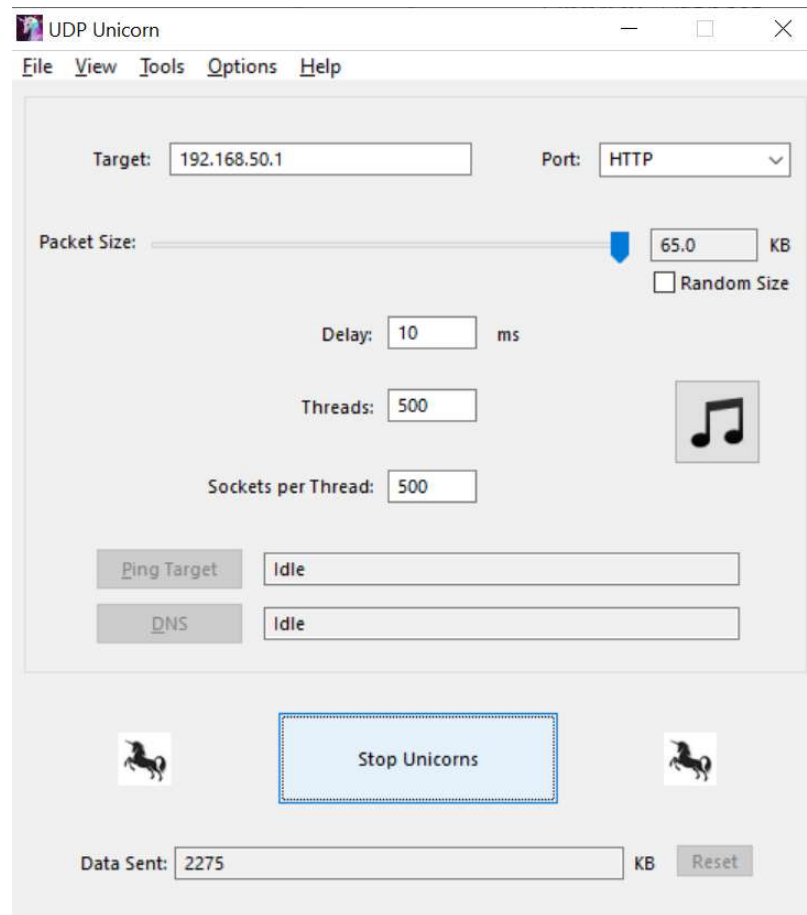 UDP Unicorn
File View Tools Options Help
Target: 192.168.50.1 Port: HTTP
Packet Size: 65.0 KB
Random Size
Delay: 10 ms
Threads: 500
Sockets per Thread: 500
Ping Target Idle
DNS Idle
Stop Unicorns
Data Sent: 2275 KB Reset